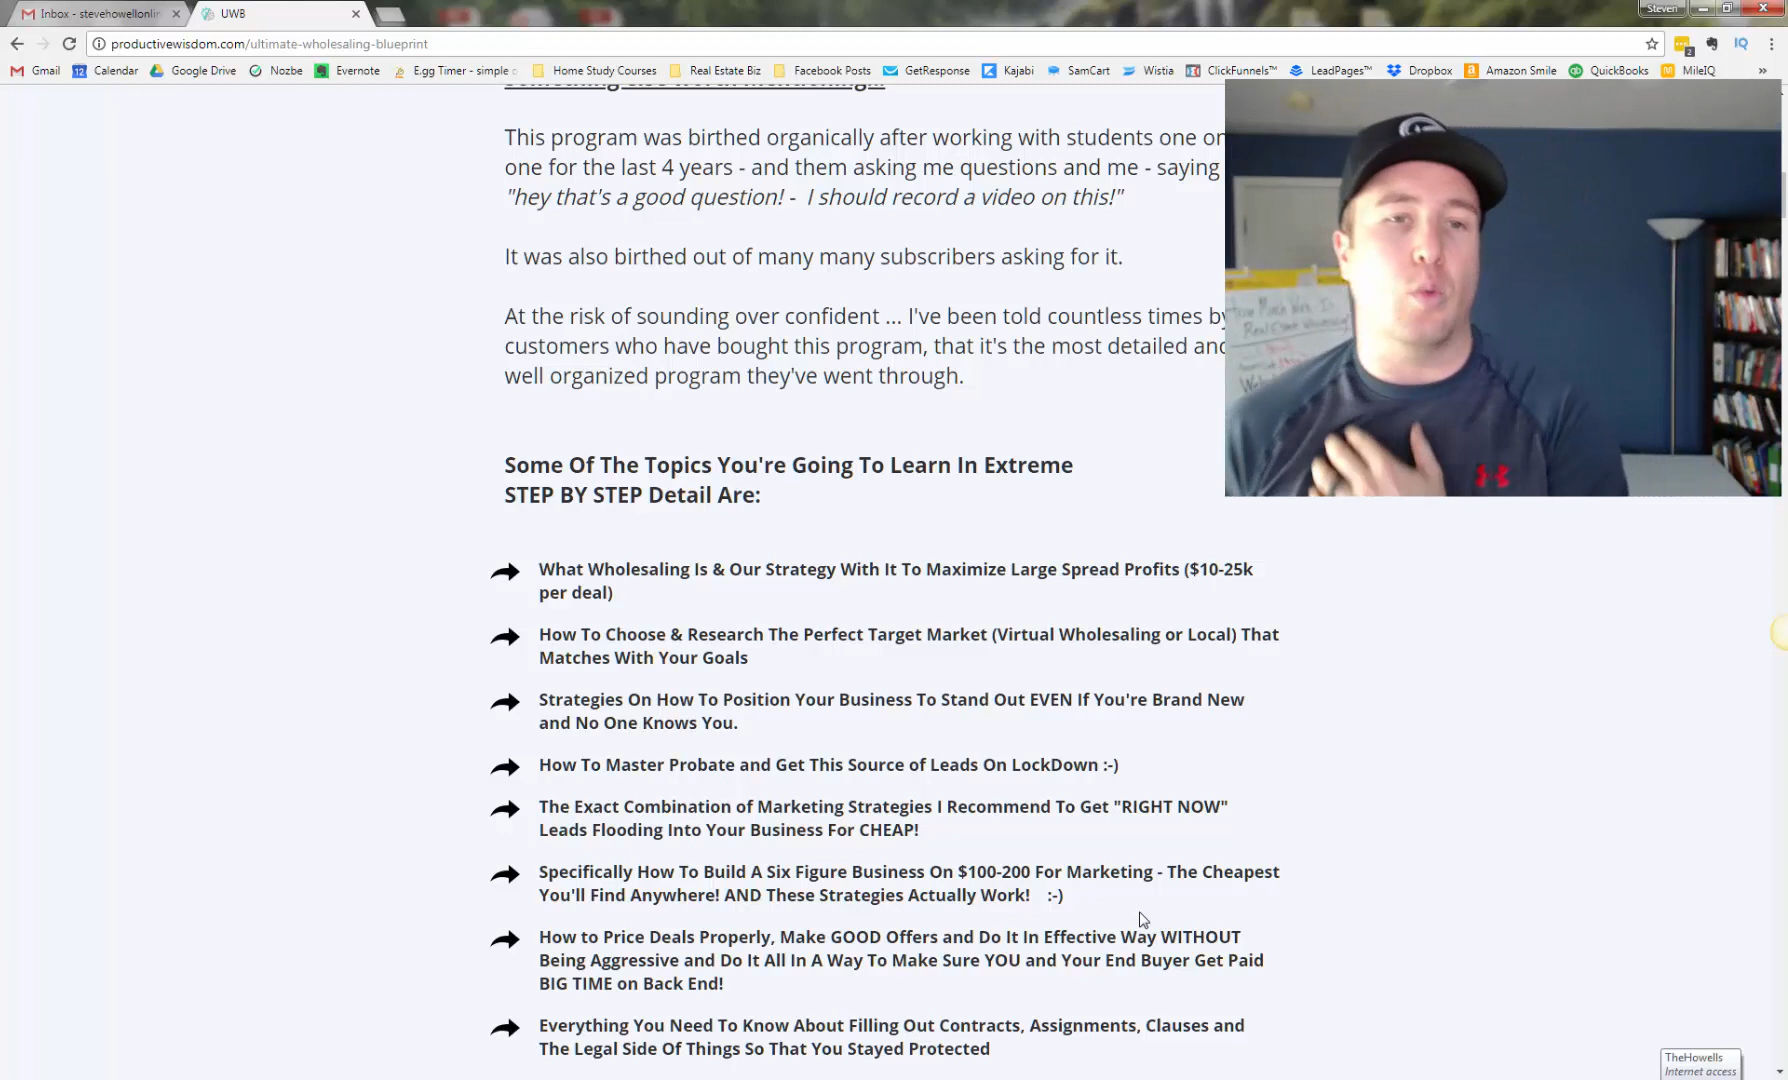 Inbox - stevehowellonlin
UWB
Steven
productivewisdom.com/ultimate-wholesaling-blueprint
2
IQ
Gmail
12
Calendar
Google Drive
Nozbe
Evernote
E.gg Timer - simple c
Home Study Courses
Real Estate Biz
Facebook Posts
GetResponse
Kajabi
SamCart
Wistia
ClickFunnels™
LeadPages™
Dropbox
Amazon Smile
QuickBooks
MileIQ
»
Something else worth mentioning...
This program was birthed organically after working with students one on
one for the last 4 years - and them asking me questions and me - saying
"hey that's a good question! - I should record a video on this!"
It was also birthed out of many many subscribers asking for it.
At the risk of sounding over confident ... I've been told countless times by
customers who have bought this program, that it's the most detailed and
well organized program they've went through.
Some Of The Topics You're Going To Learn In Extreme
STEP BY STEP Detail Are:
What Wholesaling Is & Our Strategy With It To Maximize Large Spread Profits ($10-25k
per deal)
How To Choose & Research The Perfect Target Market (Virtual Wholesaling or Local) That
Matches With Your Goals
Strategies On How To Position Your Business To Stand Out EVEN If You're Brand New
and No One Knows You.
How To Master Probate and Get This Source of Leads On LockDown :-)
The Exact Combination of Marketing Strategies I Recommend To Get "RIGHT NOW"
Leads Flooding Into Your Business For CHEAP!
Specifically How To Build A Six Figure Business On $100-200 For Marketing - The Cheapest
You'll Find Anywhere! AND These Strategies Actually Work! :-)
How to Price Deals Properly, Make GOOD Offers and Do It In Effective Way WITHOUT
Being Aggressive and Do It All In A Way To Make Sure YOU and Your End Buyer Get Paid
BIG TIME on Back End!
Everything You Need To Know About Filling Out Contracts, Assignments, Clauses and
The Legal Side Of Things So That You Stayed Protected
TheHowells
Internet access